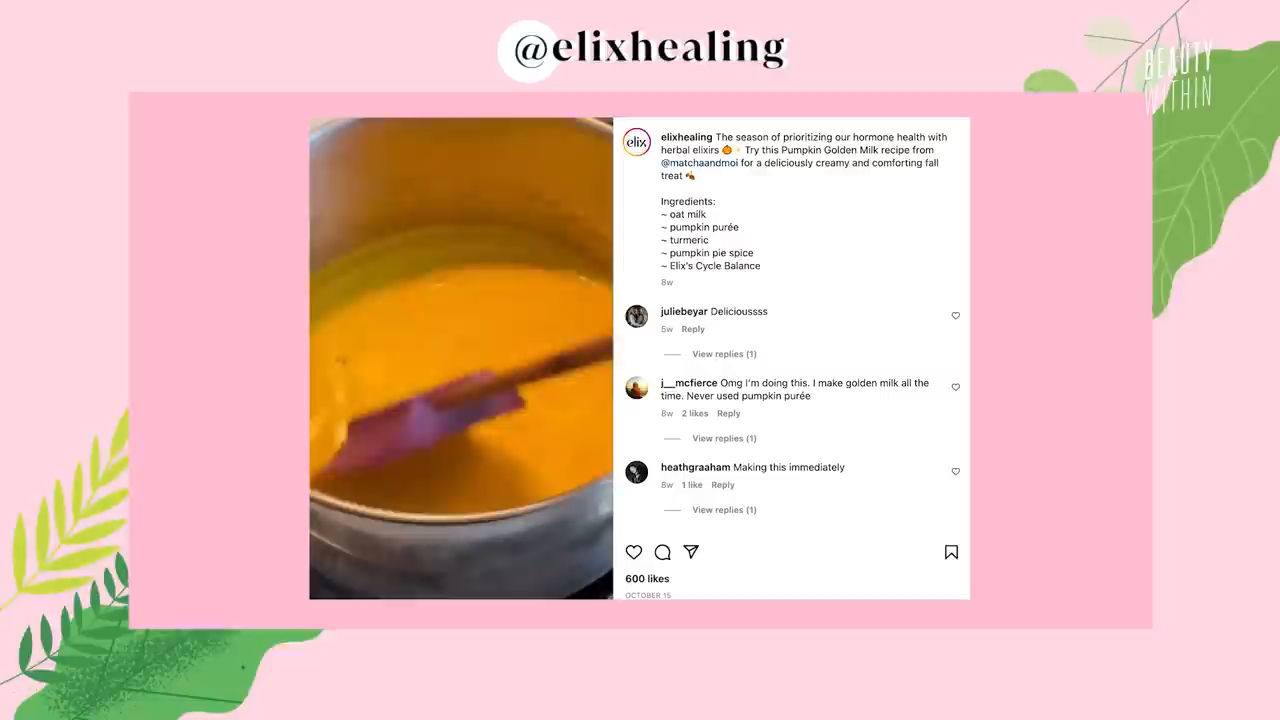 @elixhealing
BEAUTY
WITHIN
elix
elixhealing The season of prioritizing our hormone health with
herbal elixirs 🎃✨ Try this Pumpkin Golden Milk recipe from
@matchaandmoi for a deliciously creamy and comforting fall
treat 🍂
Ingredients:
~ oat milk
~ pumpkin purée
~ turmeric
~ pumpkin pie spice
~ Elix's Cycle Balance
8w
juliebeyar Delicioussss
5w Reply
View replies (1)
j__mcfierce Omg I'm doing this. I make golden milk all the
time. Never used pumpkin purée
8w 2 likes Reply
View replies (1)
heathgraaham Making this immediately
8w 1 like Reply
View replies (1)
600 likes
OCTOBER 15